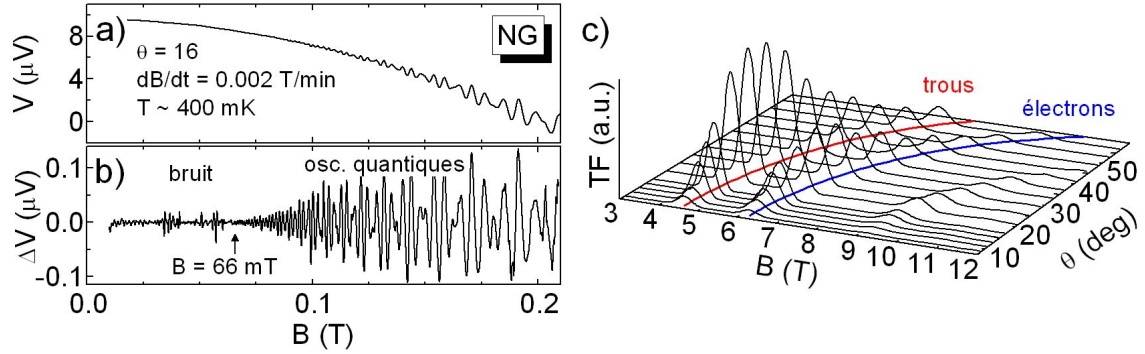 a)
NG
θ = 16
dB/dt = 0.002 T/min
T ~ 400 mK
V (μV)
8
4
0
b)
bruit
osc. quantiques
B = 66 mT
ΔV (μV)
0.1
0.0
-0.1
0.0
0.1
0.2
B (T)
c)
trous
électrons
TF (a.u.)
3
4
5
6
7
8
9
10
11
12
B (T)
10
20
30
40
50
θ (deg)